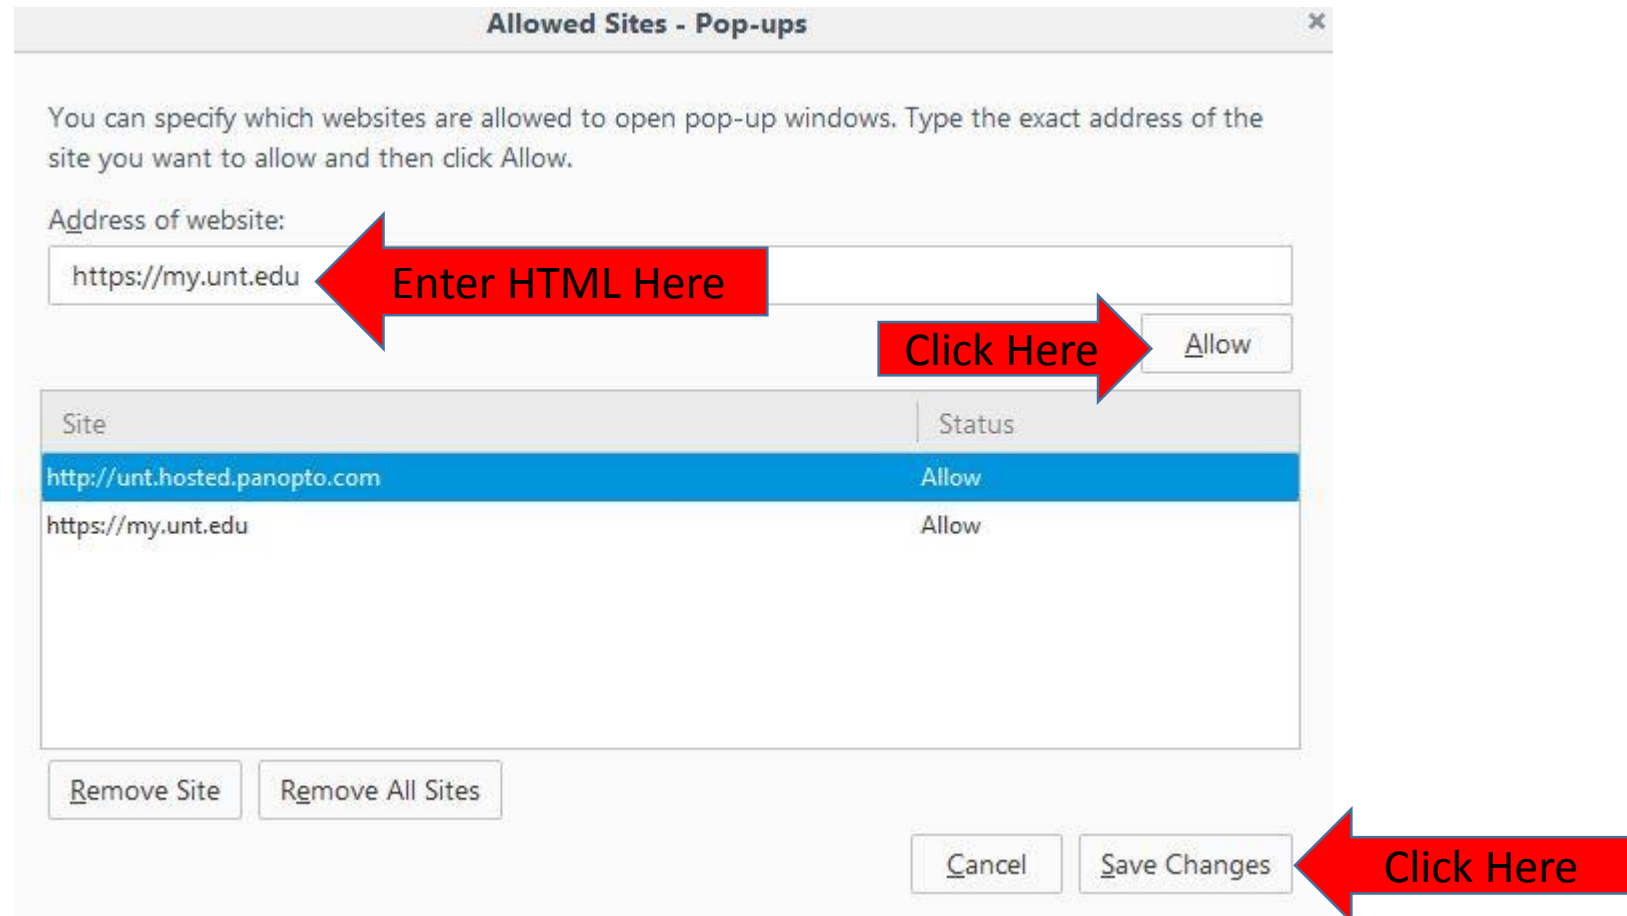 Allowed Sites - Pop-ups
You can specify which websites are allowed to open pop-up windows. Type the exact address of the
site you want to allow and then click Allow.
Address of website:
https://my.unt.edu
Enter HTML Here
Click Here
Allow
Site Status
http://unt.hosted.panopto.com Allow
https://my.unt.edu Allow
Remove Site Remove All Sites
Cancel Save Changes Click Here